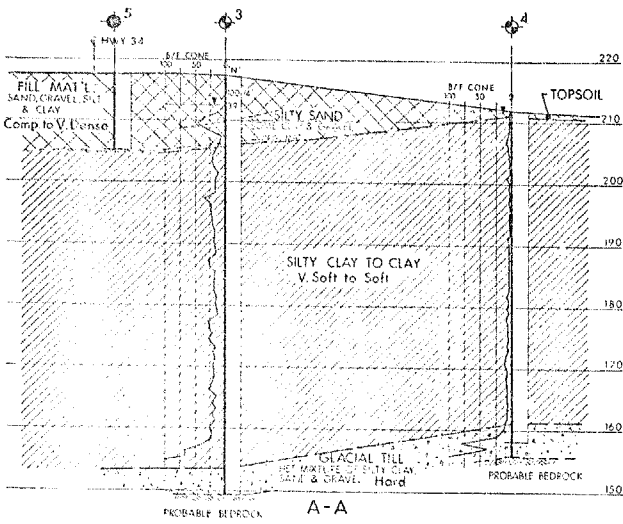 5
3
4
HWY 34
220
B/F CONE
100 50 'N'
B/F CONE
100 50 0
FILL MAT'L
SAND, GRAVEL, SILT
& CLAY
Comp to V. Dense
SILTY SAND
TOPSOIL
210
200
190
SILTY CLAY TO CLAY
V. Soft to Soft
180
170
160
GLACIAL TILL
HET MIXTURE OF SILTY CLAY,
SAND & GRAVEL Hard
PROBABLE BEDROCK
150
PROBABLE BEDROCK
A-A